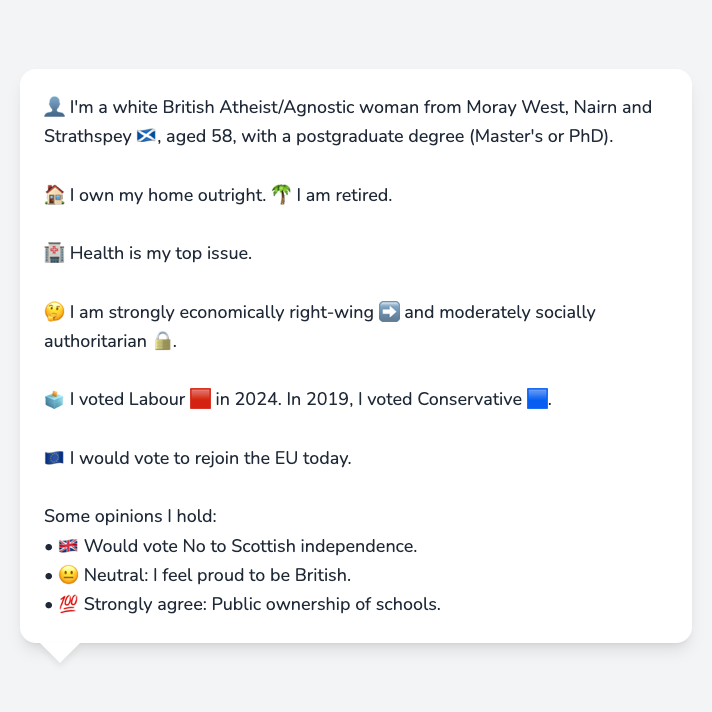 👤 I'm a white British Atheist/Agnostic woman from Moray West, Nairn and
Strathspey 🏴󠁧󠁢󠁳󠁣󠁴󠁿, aged 58, with a postgraduate degree (Master's or PhD).
🏠 I own my home outright. 🌴 I am retired.
🏥 Health is my top issue.
🤔 I am strongly economically right-wing ➡️ and moderately socially
authoritarian 🔒.
🗳️ I voted Labour 🟥 in 2024. In 2019, I voted Conservative 🟦.
🇪🇺 I would vote to rejoin the EU today.
Some opinions I hold:
• 🇬🇧 Would vote No to Scottish independence.
• 😐 Neutral: I feel proud to be British.
• 💯 Strongly agree: Public ownership of schools.